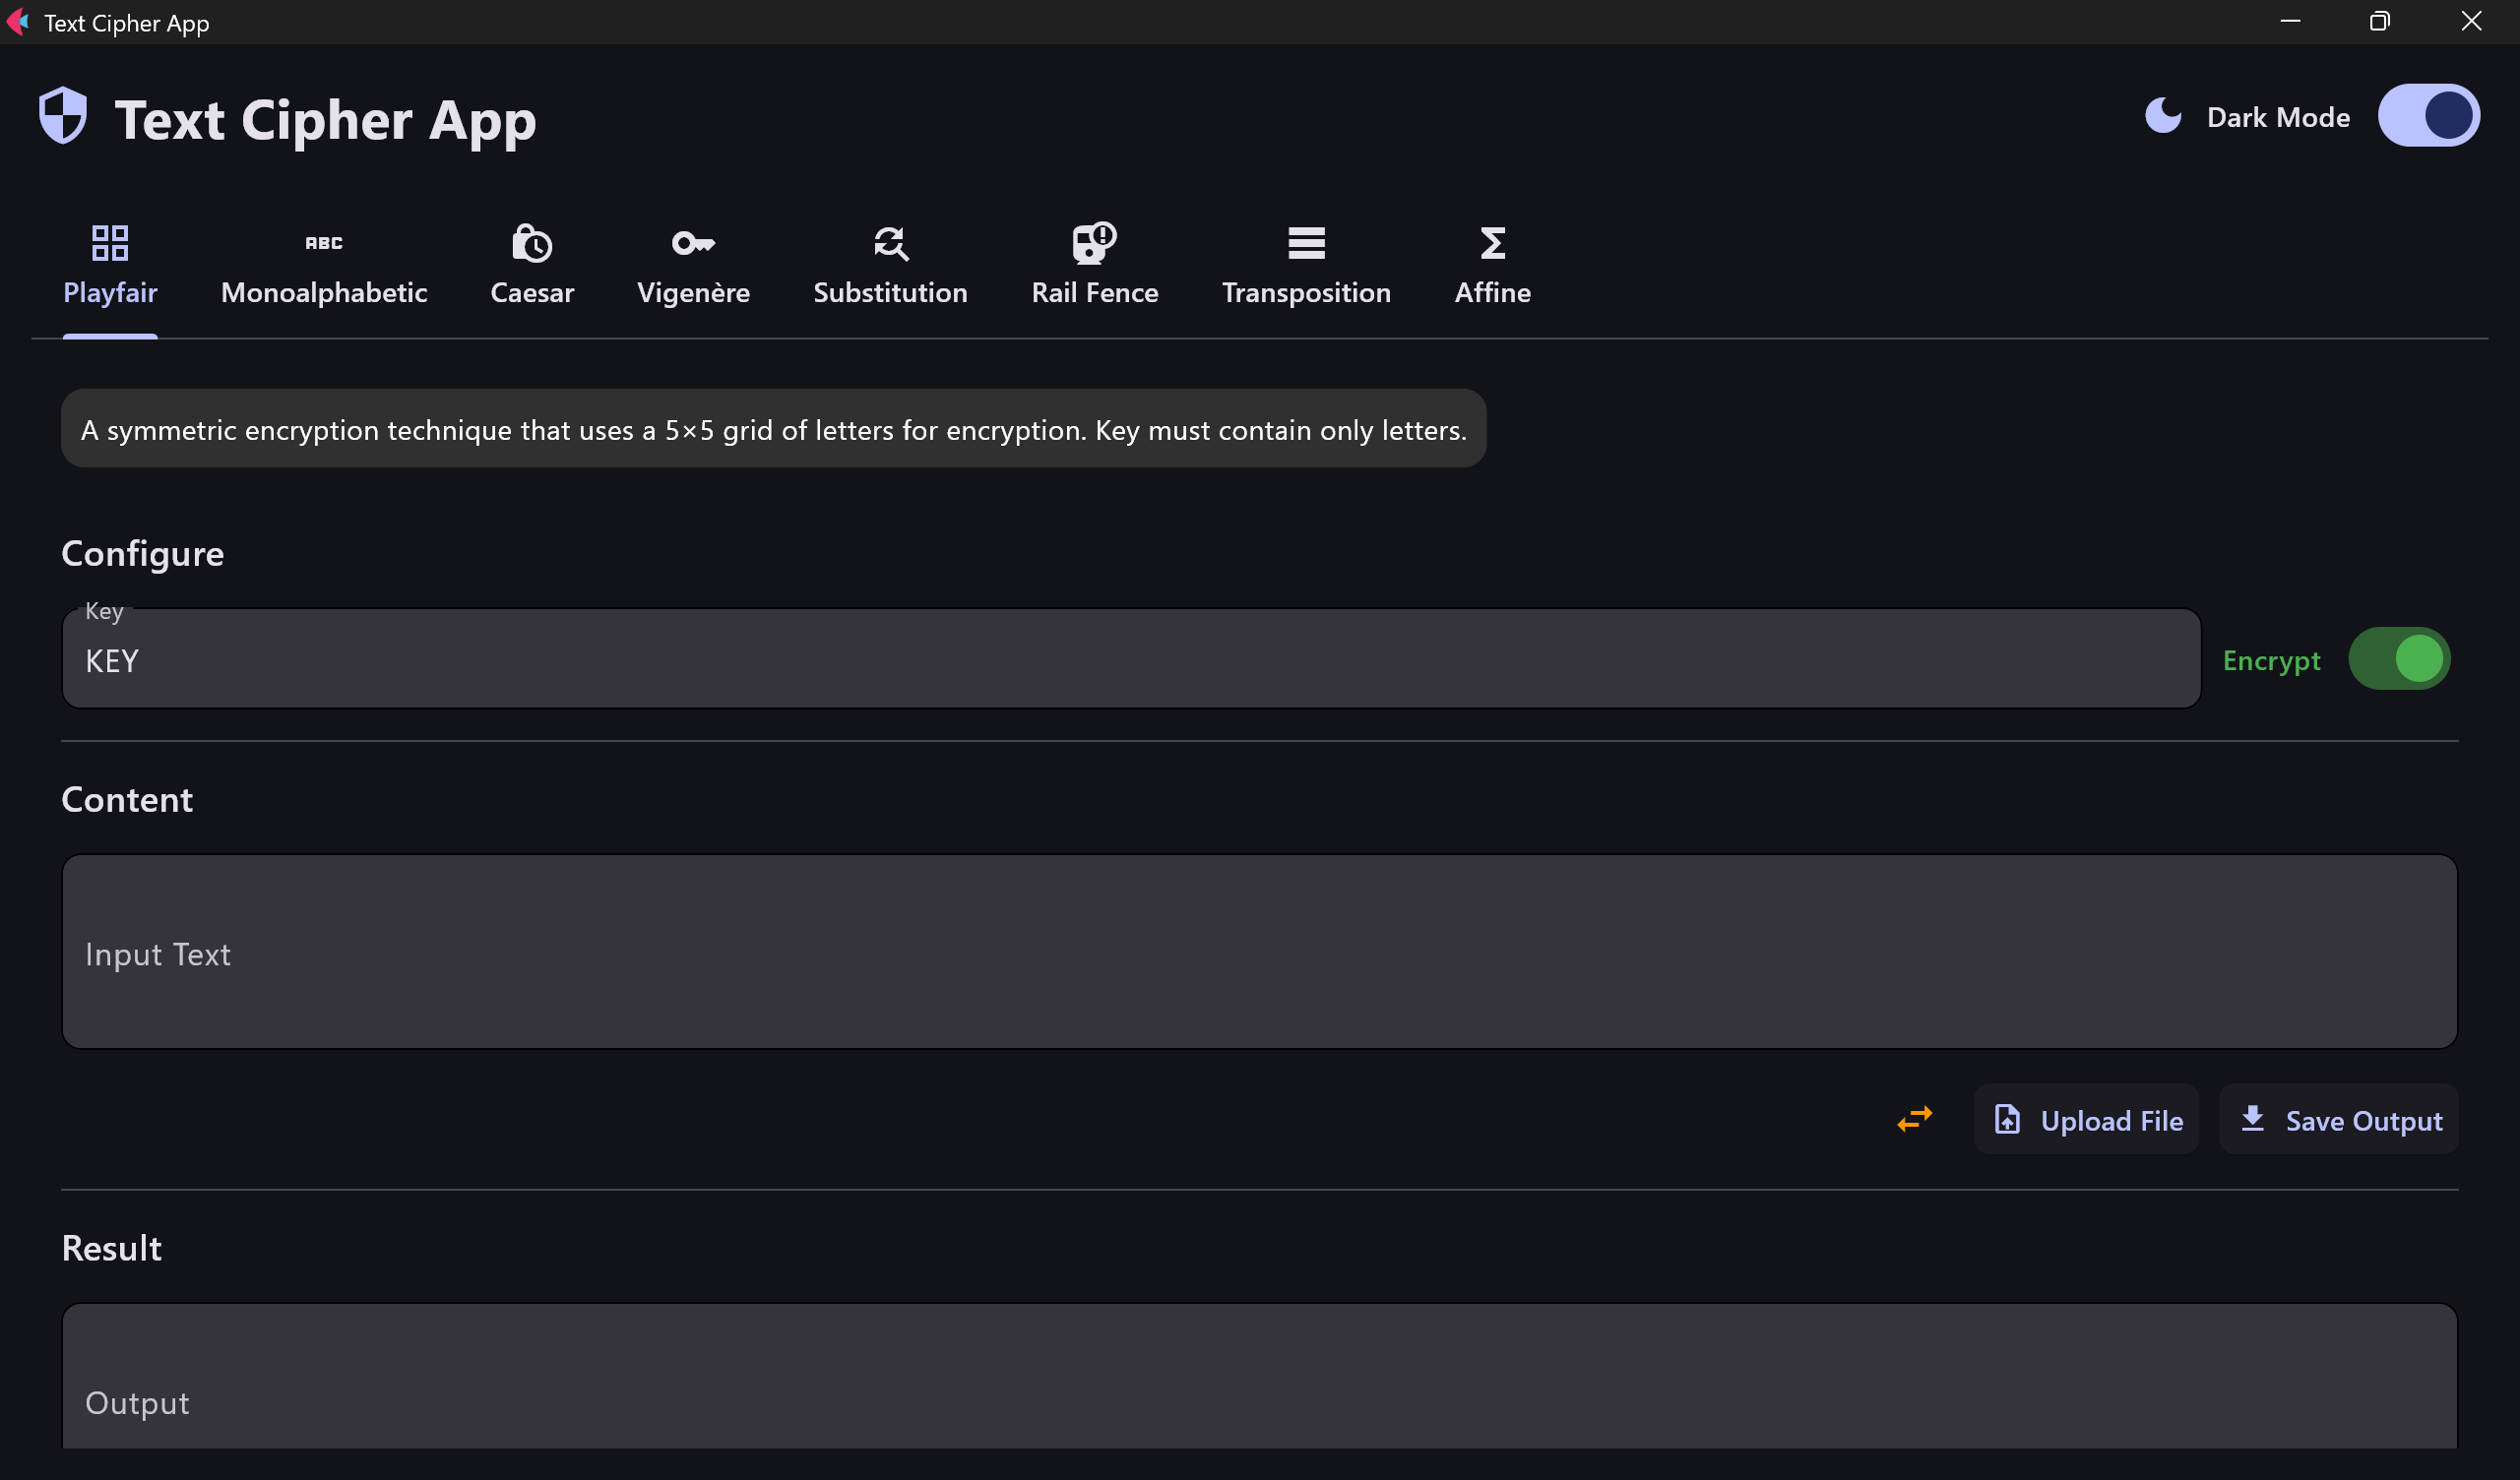 Text Cipher App
Text Cipher App
Dark Mode
ABC
Playfair Monoalphabetic Caesar Vigenère Substitution Rail Fence Transposition Affine
A symmetric encryption technique that uses a 5×5 grid of letters for encryption. Key must contain only letters.
Configure
Key
KEY
Encrypt
Content
Input Text
Upload File Save Output
Result
Output